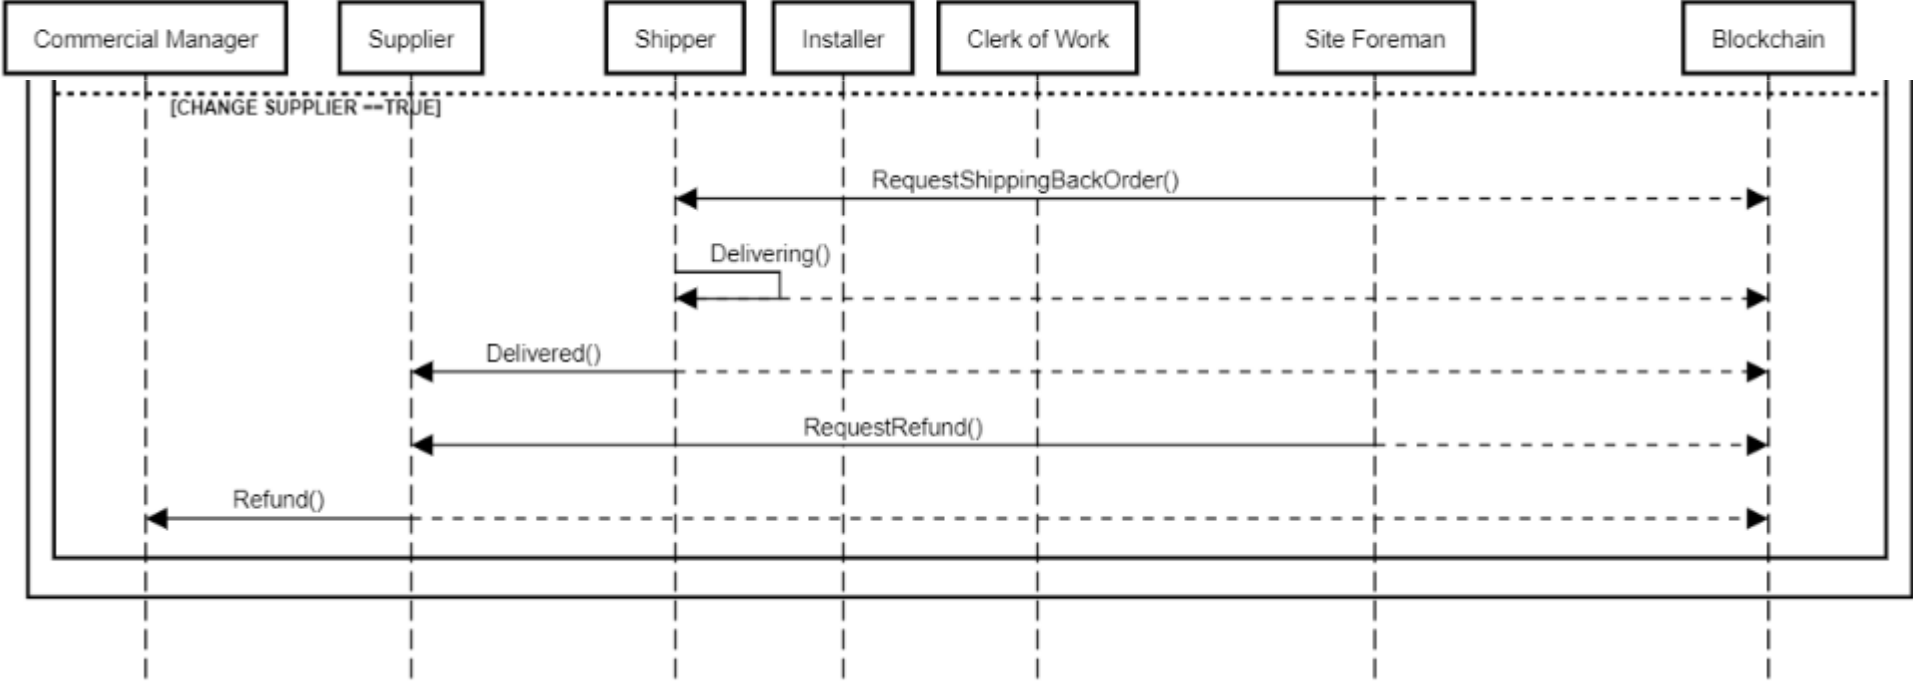 Commercial Manager
Supplier
Shipper
Installer
Clerk of Work
Site Foreman
Blockchain
[CHANGE SUPPLIER ==TRUE]
RequestShippingBackOrder()
Delivering()
Delivered()
RequestRefund()
Refund()